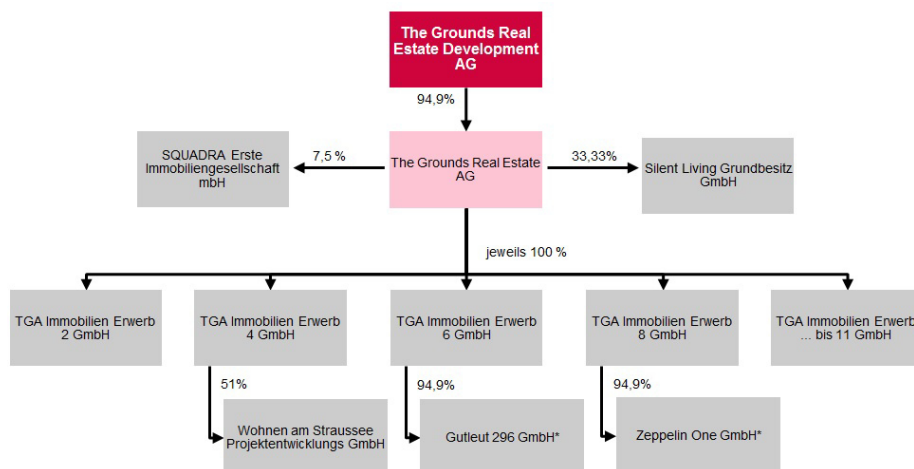 The Grounds Real
Estate Development
AG
94,9%
SQUADRA Erste
Immobiliengesellschaft
mbH
7,5 %
The Grounds Real Estate
AG
33,33%
Silent Living Grundbesitz
GmbH
jeweils 100 %
TGA Immobilien Erwerb
2 GmbH
TGA Immobilien Erwerb
4 GmbH
TGA Immobilien Erwerb
6 GmbH
TGA Immobilien Erwerb
8 GmbH
TGA Immobilien Erwerb
... bis 11 GmbH
51%
94,9%
94,9%
Wohnen am Straussee
Projektentwicklungs GmbH
Gutleut 296 GmbH*
Zeppelin One GmbH*